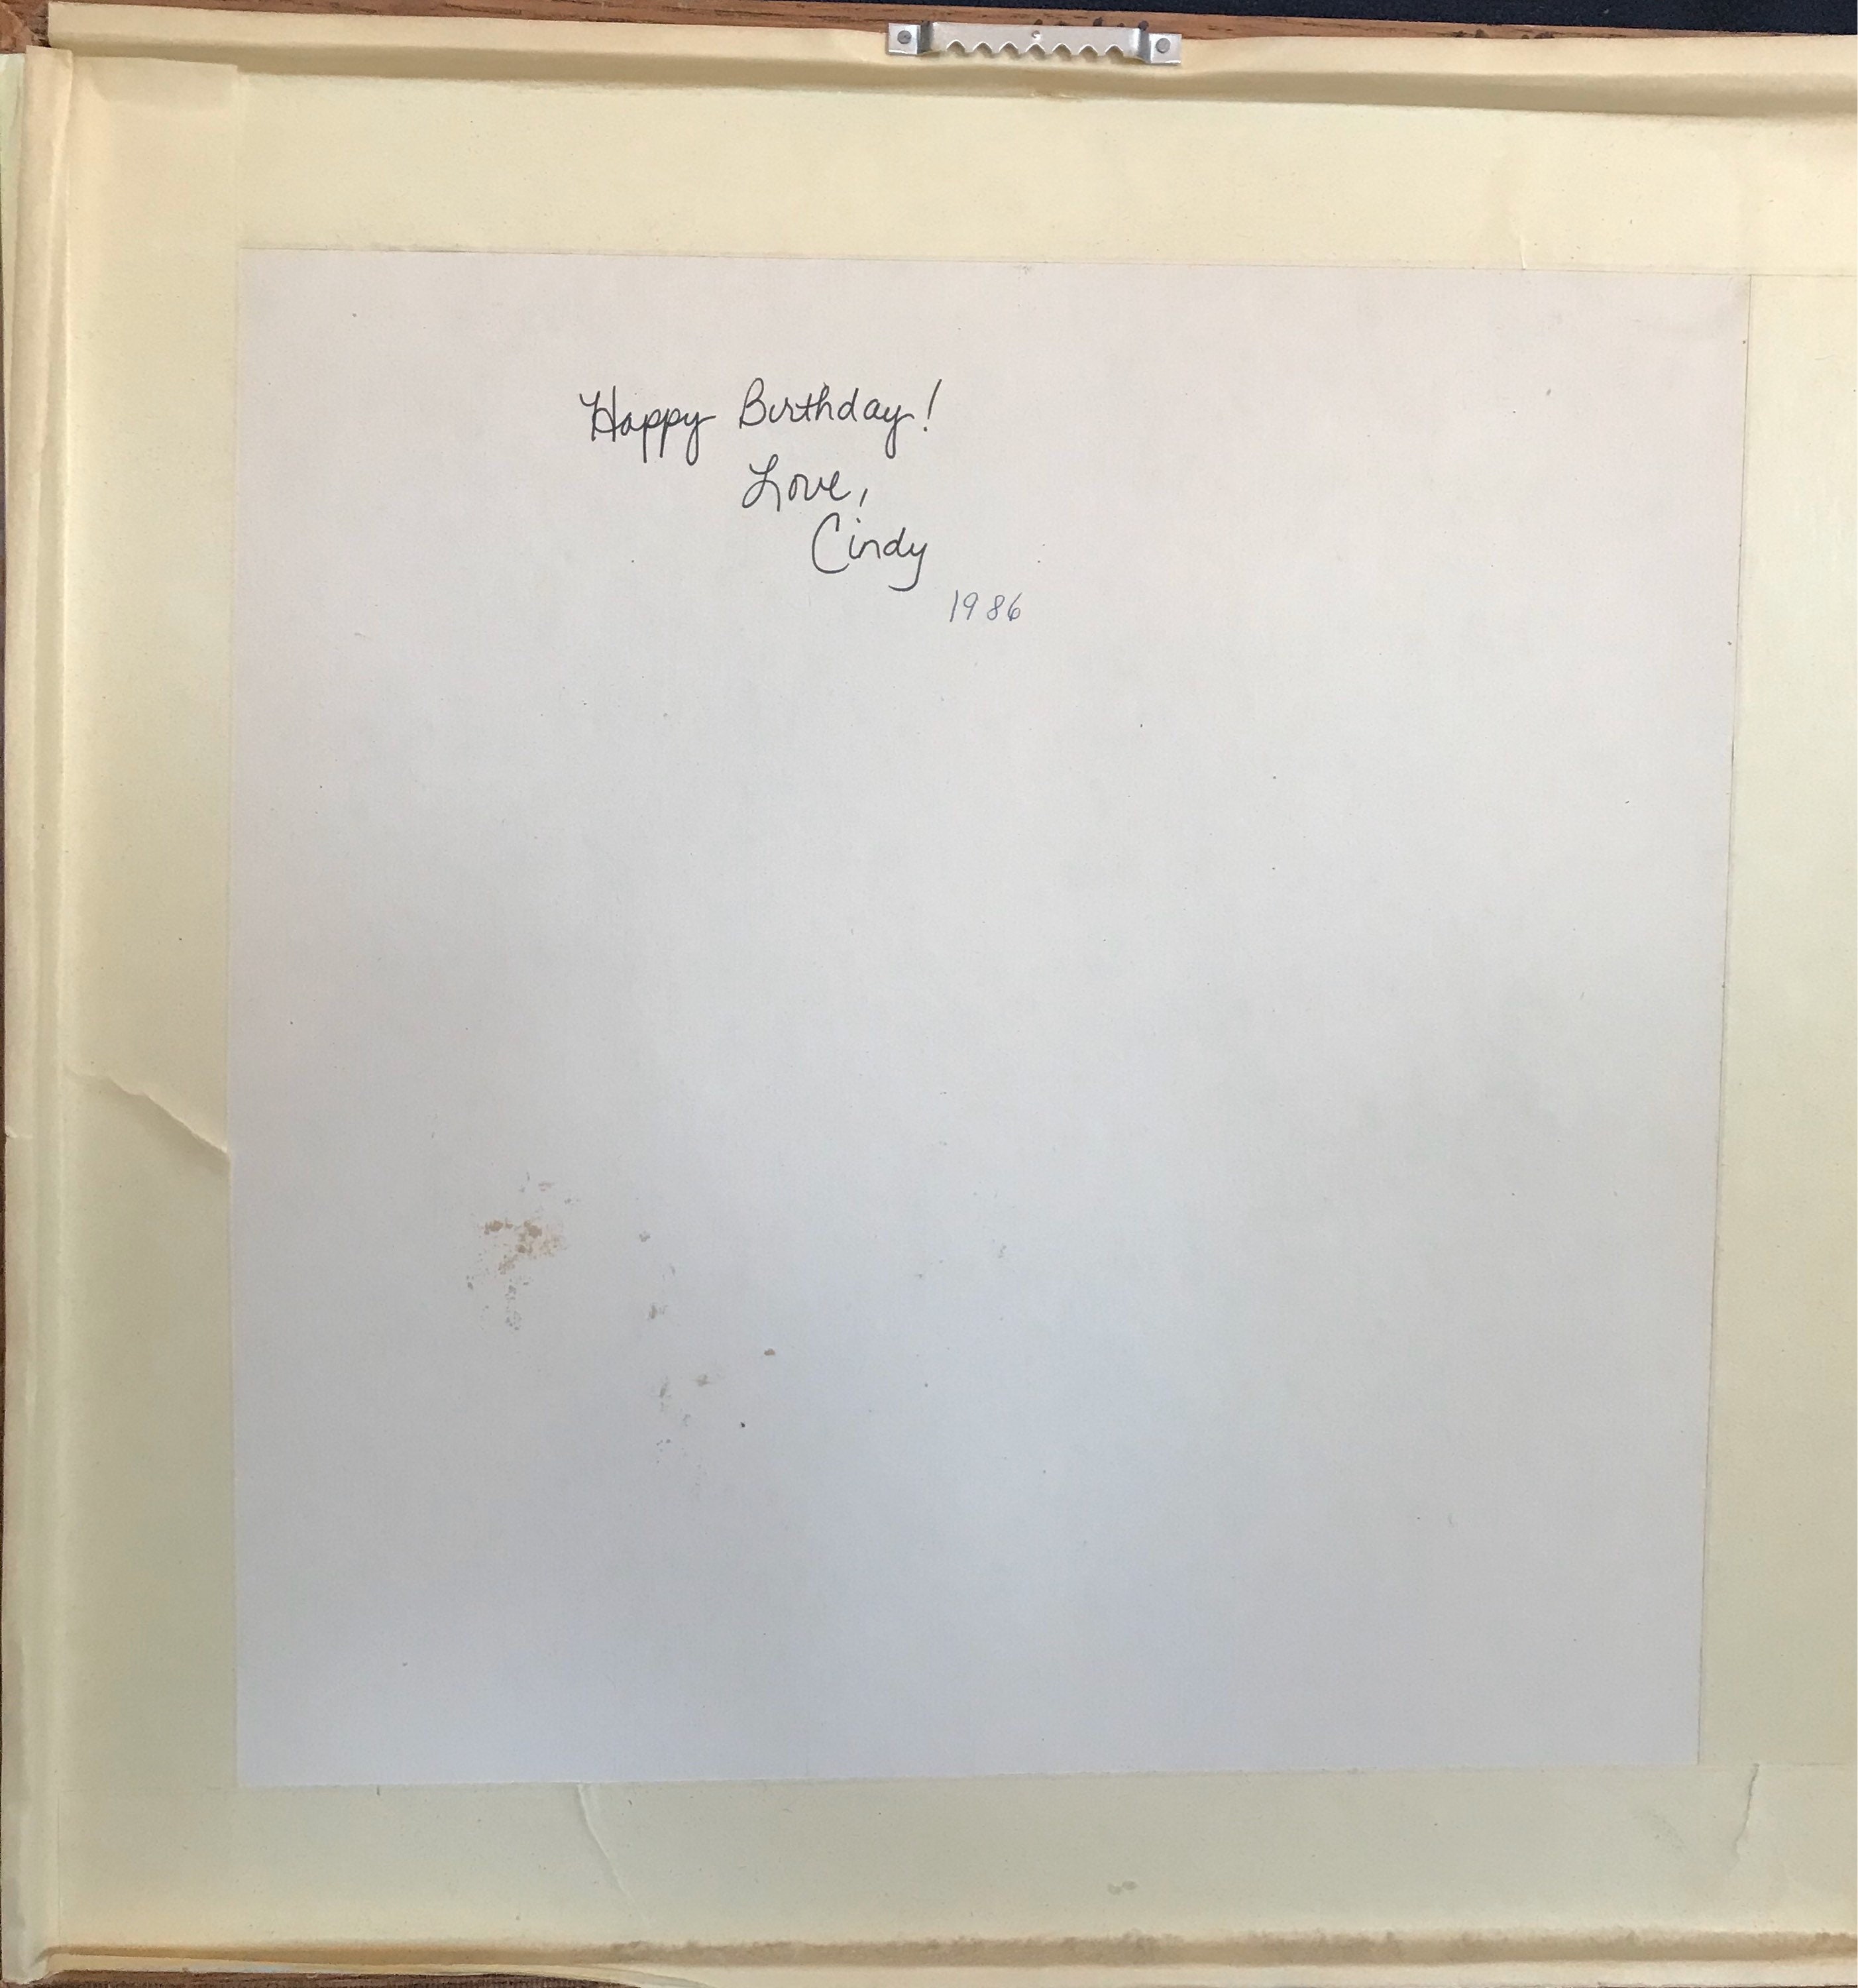 Happy Birthday!
Love,
Cindy
1986